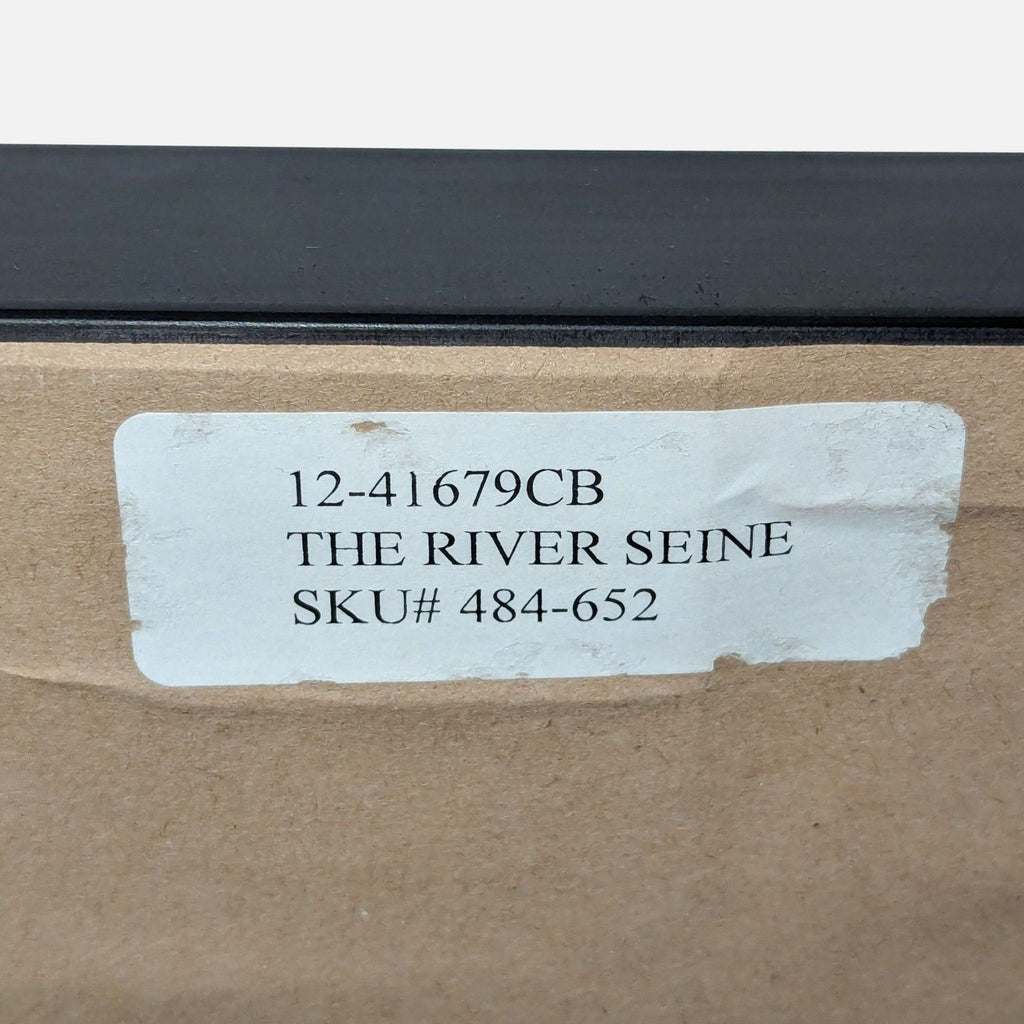 12-41679CB
THE RIVER SEINE
SKU# 484-652